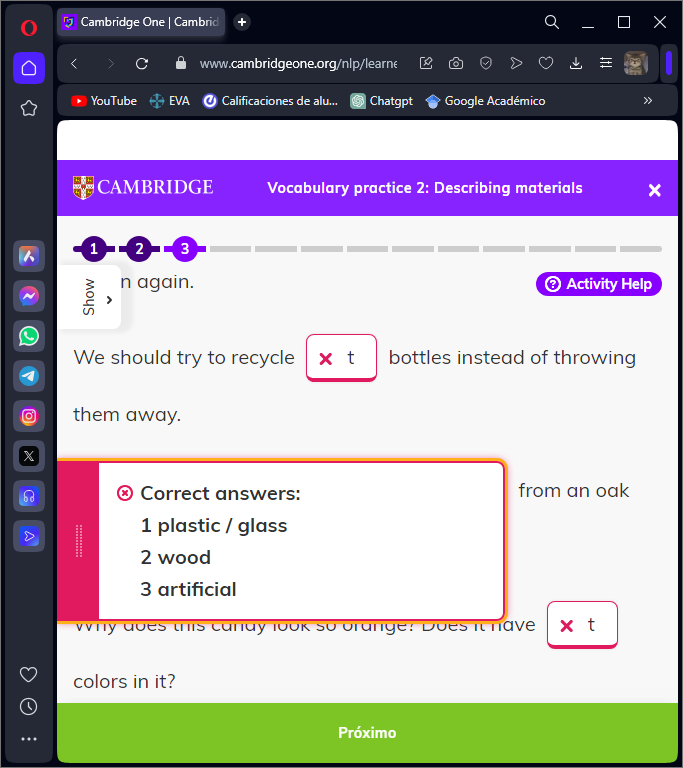 Cambridge One | Cambrid
www.cambridgeone.org/nlp/learne
YouTube
EVA
Calificaciones de alu...
Chatgpt
Google Académico
CAMBRIDGE
Vocabulary practice 2: Describing materials
1 2 3
n again.
Activity Help
Show
We should try to recycle t bottles instead of throwing
them away.
from an oak
Correct answers:
1 plastic / glass
2 wood
3 artificial
Why does this candy look so orange? Does it have t
colors in it?
Próximo